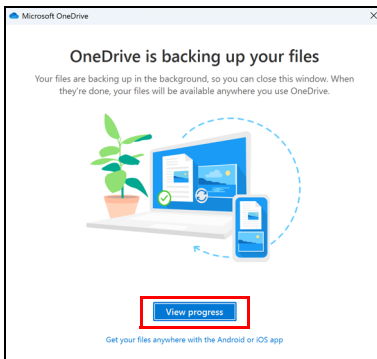 Microsoft OneDrive
OneDrive is backing up your files
Your files are backing up in the background, so you can close this window. When
they're done, your files will be available anywhere you use OneDrive.
View progress
Get your files anywhere with the Android or iOS app